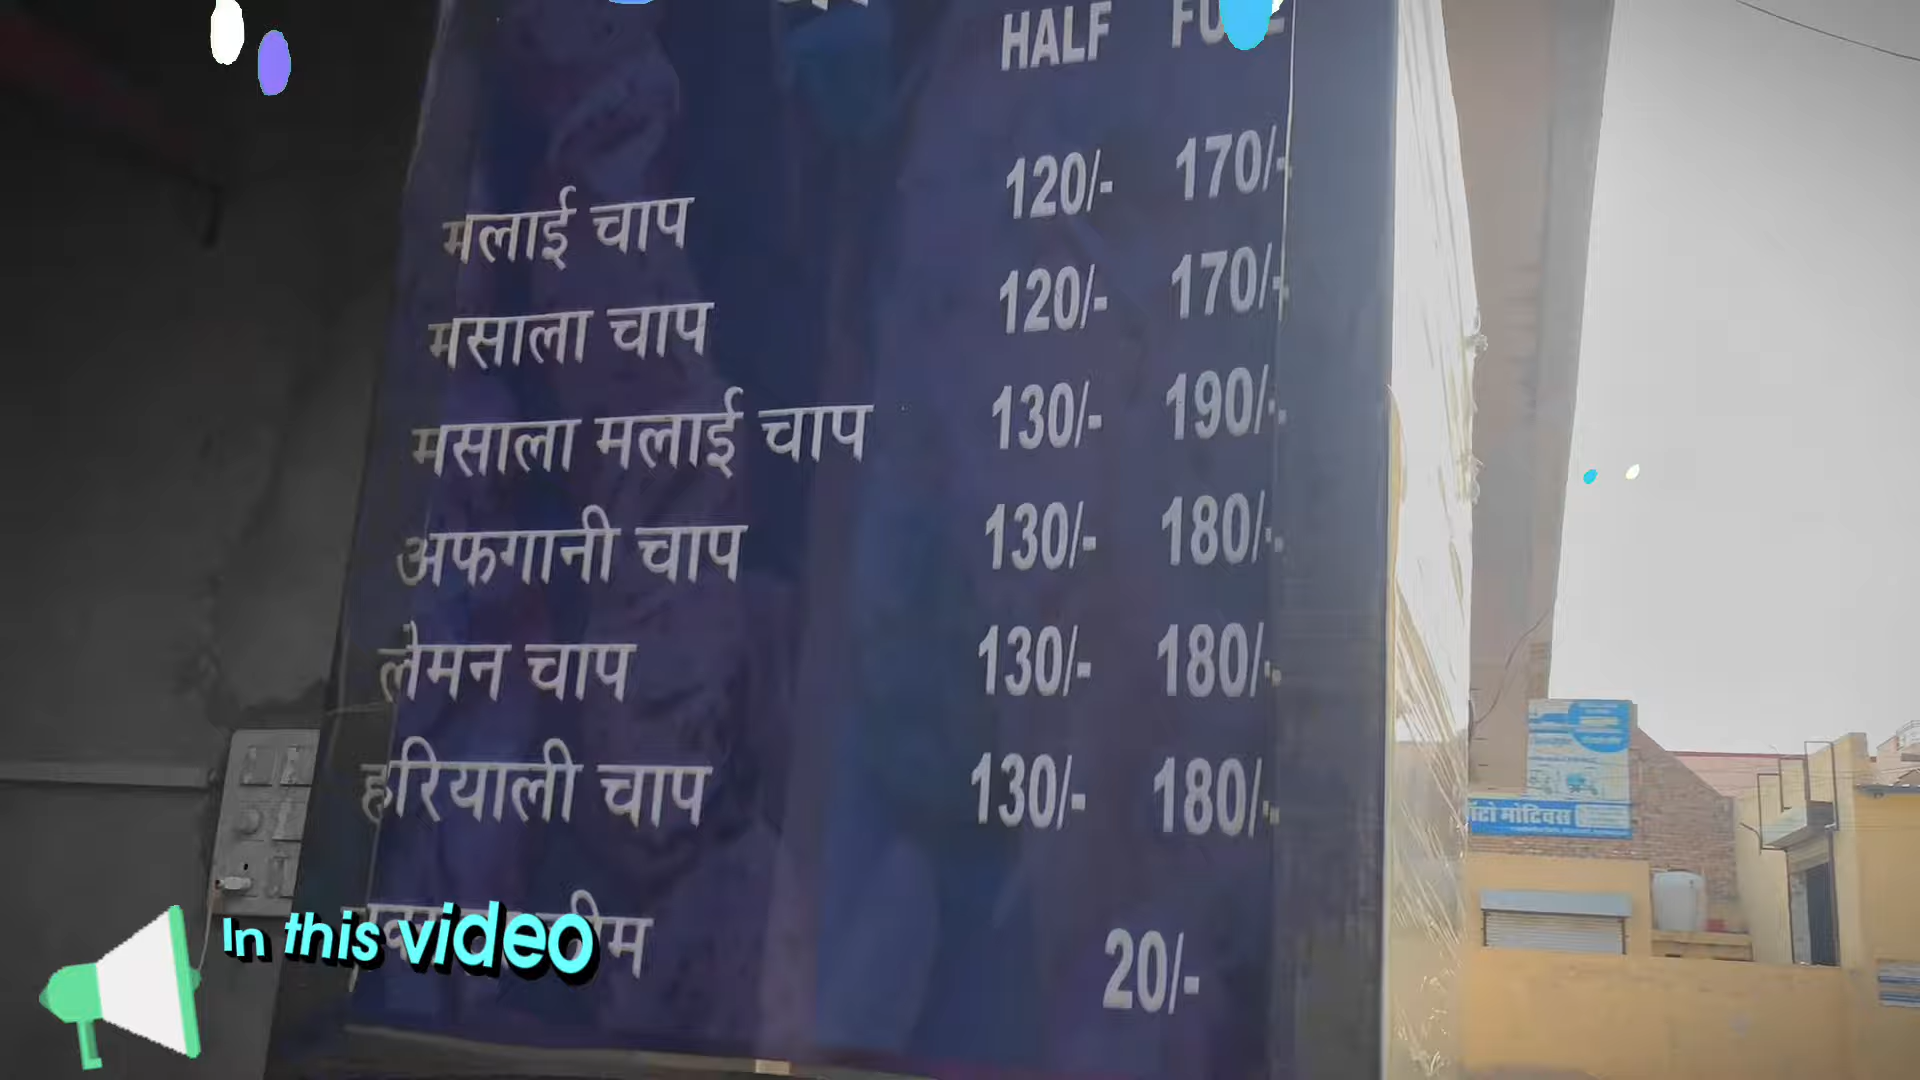 HALF
मलाई चाप 120/- 170/-
मसाला चाप 120/- 170/-
मसाला मलाई चाप 130/- 190/-
अफगानी चाप 130/- 180/-
लेमन चाप 130/- 180/-
हरियाली चाप 130/- 180/-
20/-
In this video
मोटिवस